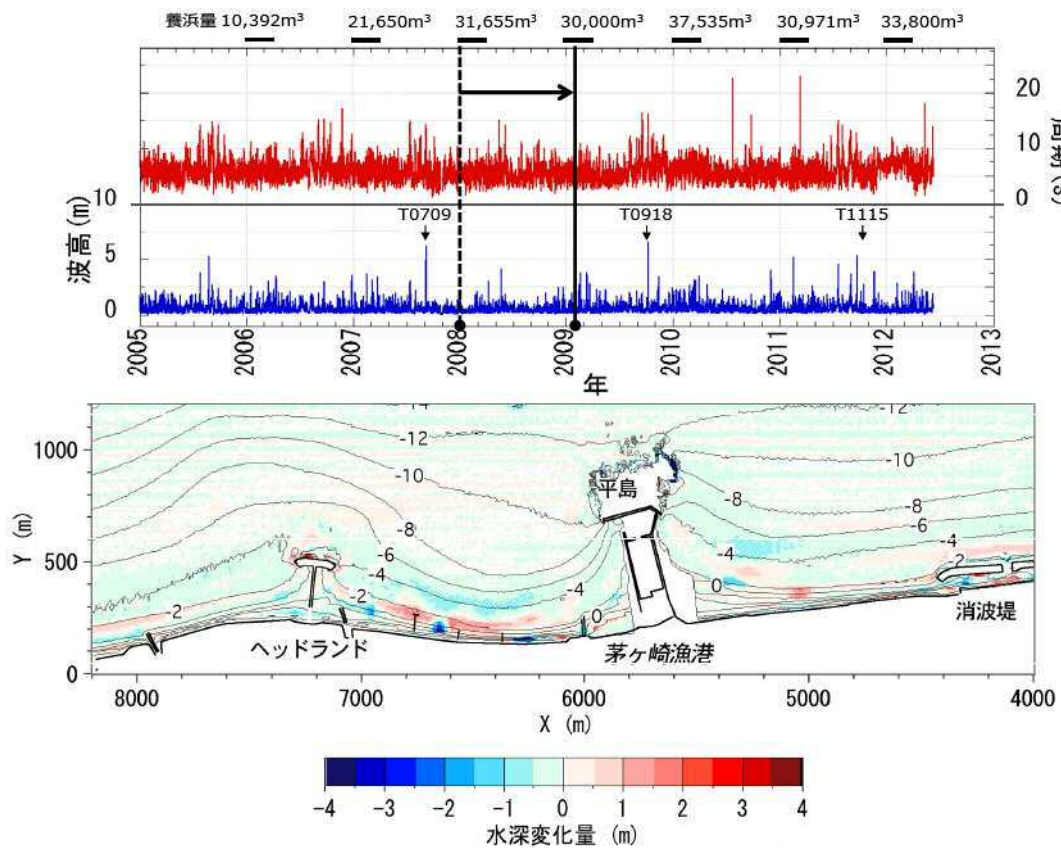 養浜量 10,392m³ 21,650m³ 31,655m³ 30,000m³ 37,535m³ 30,971m³ 33,800m³
20
10
0
10
5
0
波高(m)
T0709 T0918 T1115
2005 2006 2007 2008 2009 2010 2011 2012 2013
年
1000
500
0
Y (m)
-12 -10 -8 -6 -4 -2 -2 -4 0
平島
-12 -10 -8 -6 -4 -4 -2 0
ヘッドランド
茅ヶ崎漁港
消波堤
8000 7000 6000 5000 4000
X (m)
-4 -3 -2 -1 0 1 2 3 4
水深変化量 (m)